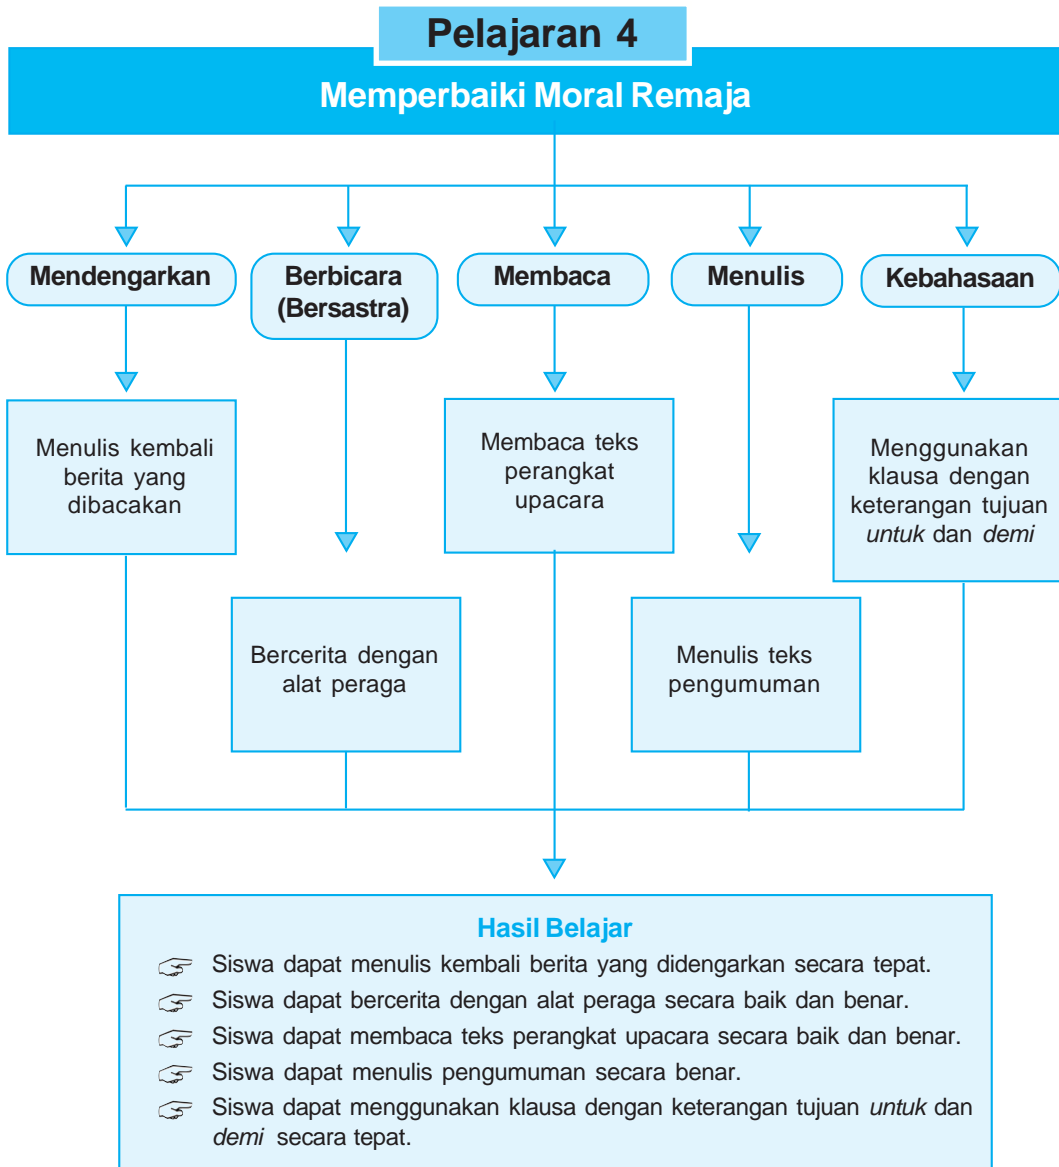 Pelajaran 4
Memperbaiki Moral Remaja
Mendengarkan
Berbicara
(Bersastra)
Membaca
Menulis
Kebahasaan
Menulis kembali
berita yang
dibacakan
Membaca teks
perangkat
upacara
Menggunakan
klausa dengan
keterangan tujuan
untuk dan demi
Bercerita dengan
alat peraga
Menulis teks
pengumuman
Hasil Belajar
Siswa dapat menulis kembali berita yang didengarkan secara tepat.
Siswa dapat bercerita dengan alat peraga secara baik dan benar.
Siswa dapat membaca teks perangkat upacara secara baik dan benar.
Siswa dapat menulis pengumuman secara benar.
Siswa dapat menggunakan klausa dengan keterangan tujuan untuk dan
demi secara tepat.